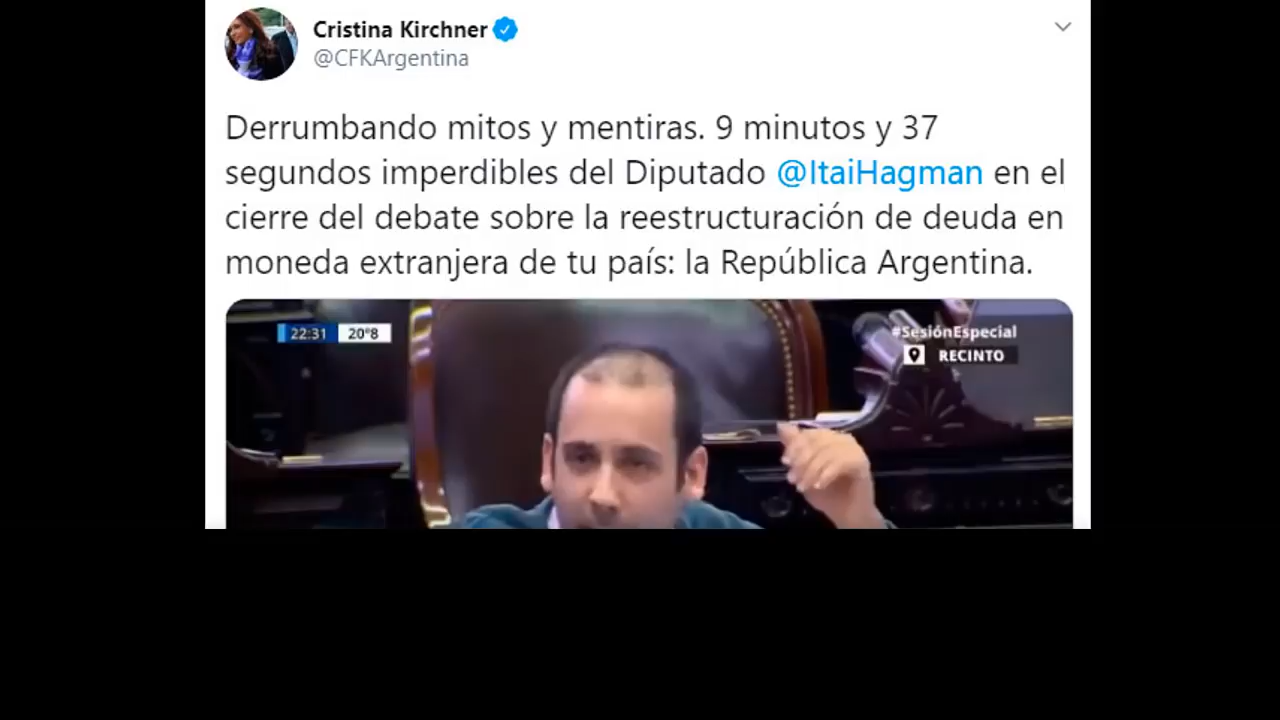 Cristina Kirchner
@CFKArgentina
Derrumbando mitos y mentiras. 9 minutos y 37
segundos imperdibles del Diputado @ItaiHagman en el
cierre del debate sobre la reestructuración de deuda en
moneda extranjera de tu país: la República Argentina.
22:31 20°8
#SesiónEspecial
RECINTO